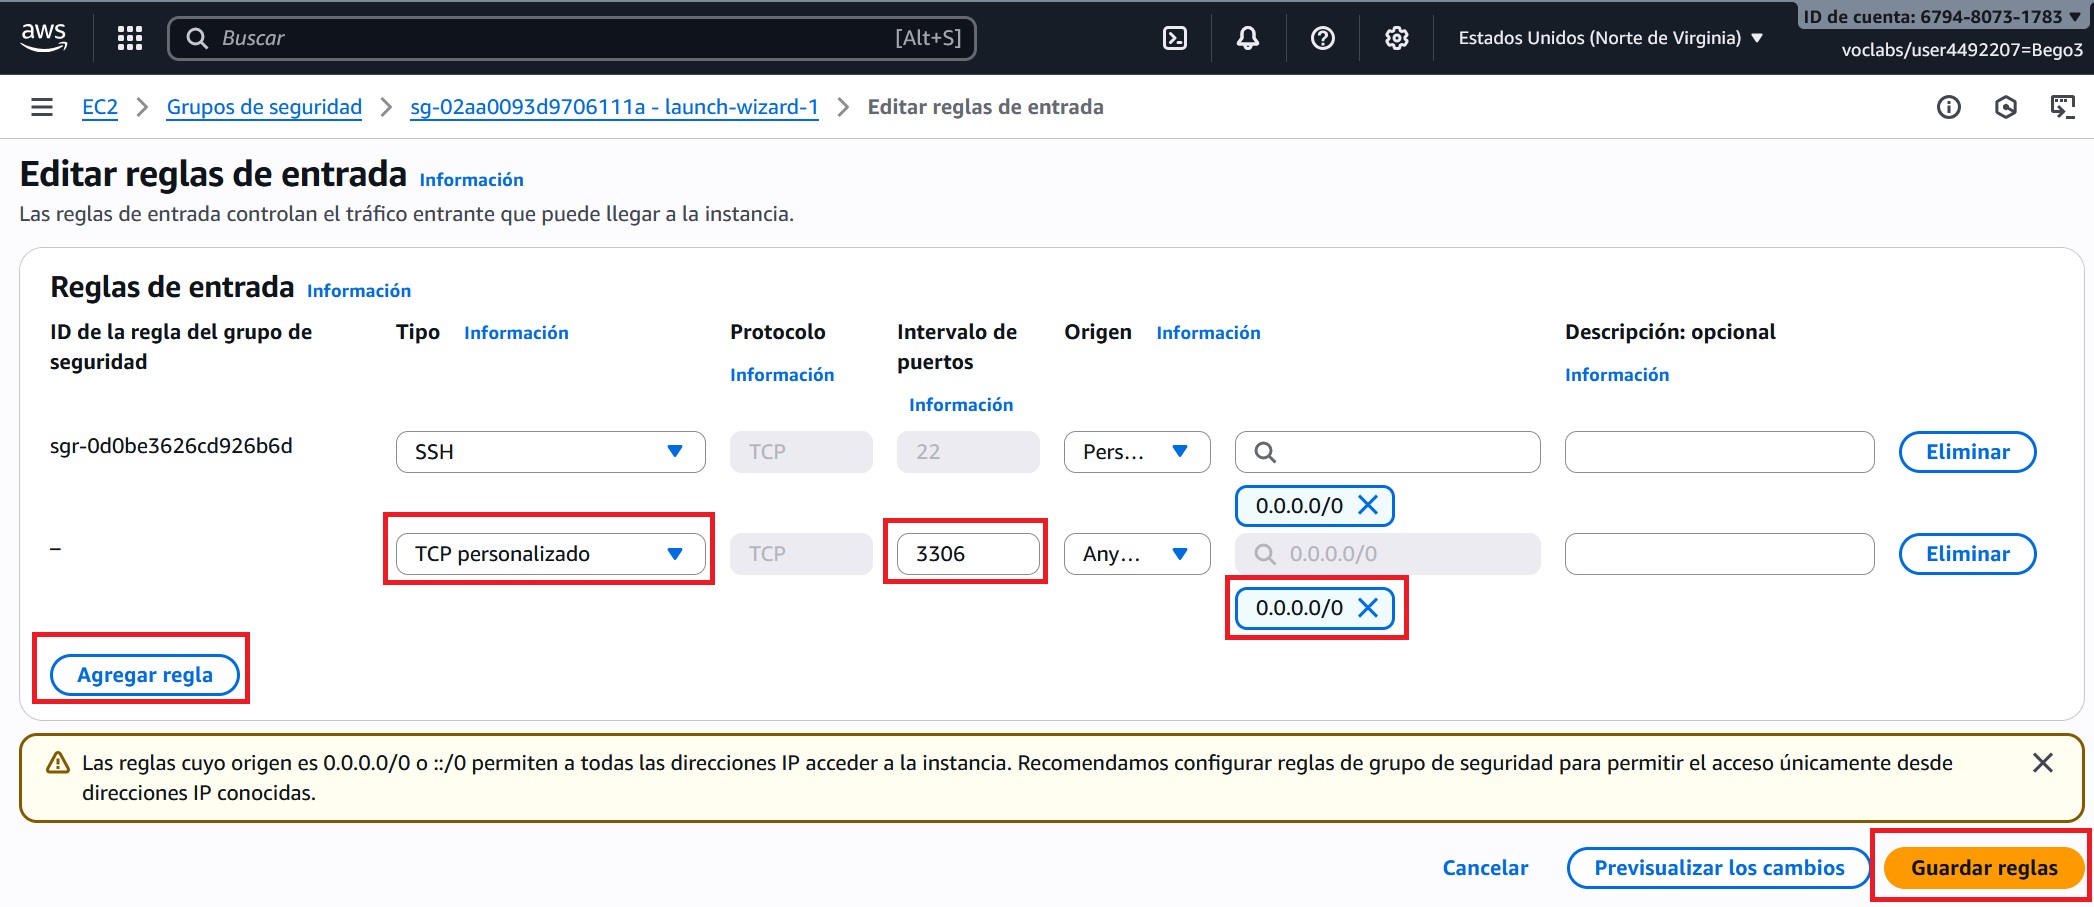 aws
Buscar [Alt+S]
Estados Unidos (Norte de Virginia)
ID de cuenta: 6794-8073-1783
voclabs/user4492207=Bego3
EC2 > Grupos de seguridad > sg-02aa0093d9706111a - launch-wizard-1 > Editar reglas de entrada
Editar reglas de entrada Información
Las reglas de entrada controlan el tráfico entrante que puede llegar a la instancia.
Reglas de entrada Información
ID de la regla del grupo de seguridad
Tipo Información
Protocolo Información
Intervalo de puertos Información
Origen Información
Descripción: opcional Información
sgr-0d0be3626cd926b6d SSH TCP 22 Pers... Eliminar
0.0.0.0/0
– TCP personalizado TCP 3306 Any... 0.0.0.0/0 Eliminar
0.0.0.0/0
Agregar regla
Las reglas cuyo origen es 0.0.0.0/0 o ::/0 permiten a todas las direcciones IP acceder a la instancia. Recomendamos configurar reglas de grupo de seguridad para permitir el acceso únicamente desde
direcciones IP conocidas.
Cancelar Previsualizar los cambios Guardar reglas